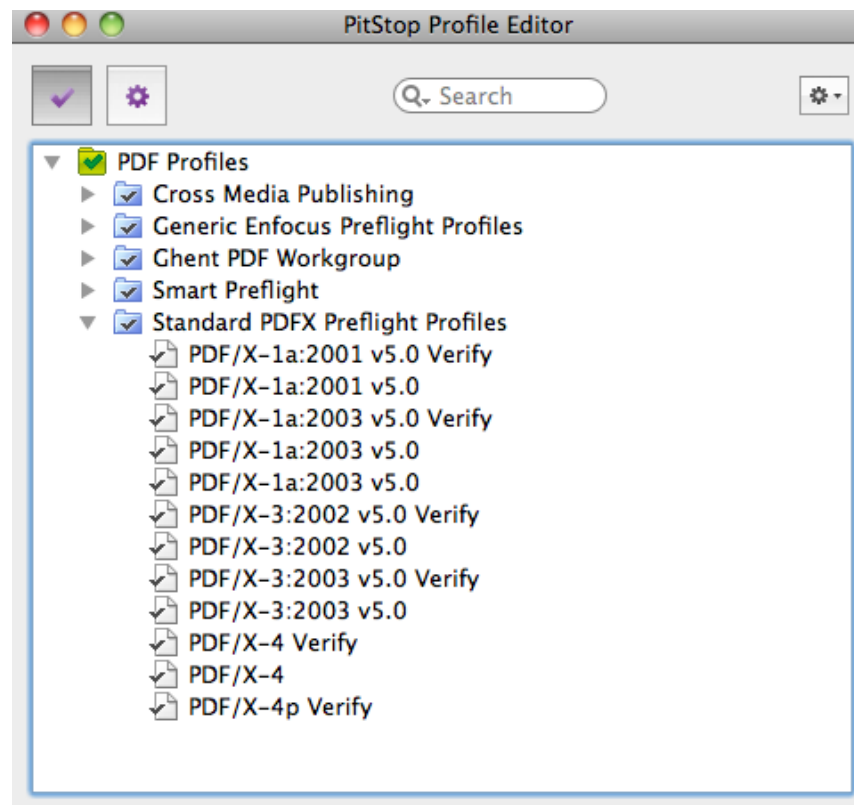 PitStop Profile Editor
Search
PDF Profiles
Cross Media Publishing
Generic Enfocus Preflight Profiles
Ghent PDF Workgroup
Smart Preflight
Standard PDFX Preflight Profiles
PDF/X-1a:2001 v5.0 Verify
PDF/X-1a:2001 v5.0
PDF/X-1a:2003 v5.0 Verify
PDF/X-1a:2003 v5.0
PDF/X-1a:2003 v5.0
PDF/X-3:2002 v5.0 Verify
PDF/X-3:2002 v5.0
PDF/X-3:2003 v5.0 Verify
PDF/X-3:2003 v5.0
PDF/X-4 Verify
PDF/X-4
PDF/X-4p Verify